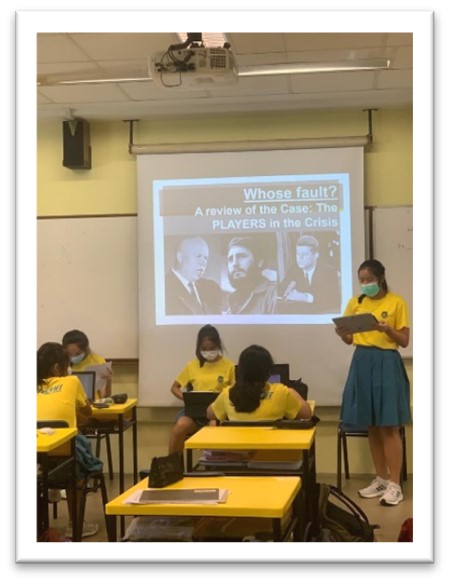 Whose fault?
A review of the Case: The
PLAYERS in the Crisis